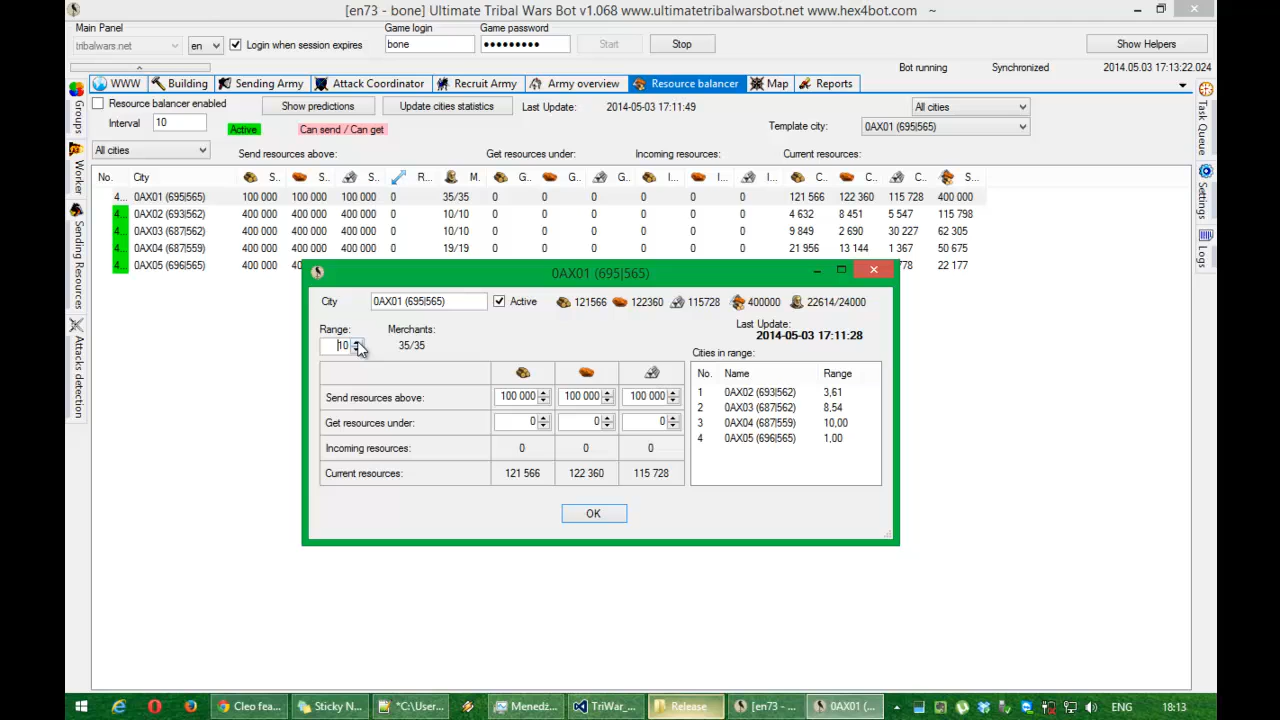 [en73 - bone] Ultimate Tribal Wars Bot v1.068 www.ultimatetribalwarsbot.net www.hex4bot.com ~
Main Panel Game login Game password
tribalwars.net en Login when session expires bone ●●●●●●●●● Start Stop Show Helpers
Bot running Synchronized 2014.05.03 17:13:22.024
WWW Building Sending Army Attack Coordinator Recruit Army Army overview Resource balancer Map Reports
Resource balancer enabled Show predictions Update cities statistics Last Update: 2014-05-03 17:11:49 All cities
Interval 10 Active Can send / Can get Template city: 0AX01 (695|565)
All cities Send resources above: Get resources under: Incoming resources: Current resources:
No. City S.. S.. S.. R... M. G.. G.. G.. I... I... I... C.. C.. C.. S...
4... 0AX01 (695|565) 100 000 100 000 100 000 0 35/35 0 0 0 0 0 0 121 566 122 360 115 728 400 000
4... 0AX02 (693|562) 400 000 400 000 400 000 0 10/10 0 0 0 0 0 0 4 632 8 451 5 547 115 798
4... 0AX03 (687|562) 400 000 400 000 400 000 0 10/10 0 0 0 0 0 0 9 849 2 690 30 227 62 305
4... 0AX04 (687|559) 400 000 400 000 400 000 0 19/19 0 0 0 0 0 0 21 956 13 144 1 367 50 675
4... 0AX05 (696|565) 400 000 40 778 22 177
0AX01 (695|565)
City 0AX01 (695|565) Active 121566 122360 115728 400000 22614/24000
Range: Merchants: Last Update:
10 35/35 2014-05-03 17:11:28
Cities in range:
No. Name Range
Send resources above: 100 000 100 000 100 000
1 0AX02 (693|562) 3,61
2 0AX03 (687|562) 8,54
Get resources under: 0 0 0
3 0AX04 (687|559) 10,00
4 0AX05 (696|565) 1,00
Incoming resources: 0 0 0
Current resources: 121 566 122 360 115 728
OK
Groups
Worker
Sending Resources
Attacks detection
Task Queue
Settings
Logs
Cleo fea... Sticky N... *"C:\User... Menedż... TriWar_... Release [en73 - ... 0AX01 (... ENG 18:13